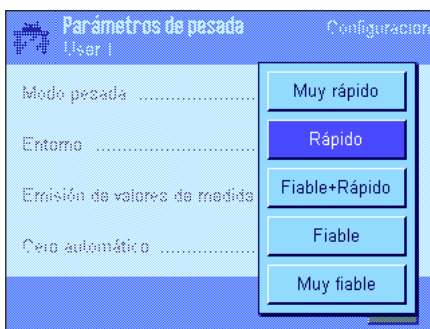 Parámetros de pesada
Configuracion
User 1
Modo pesada ....................
Entorno ..........................
Emisión de valores de medida
Cero automático ................
Muy rápido
Rápido
Fiable+Rápido
Fiable
Muy fiable